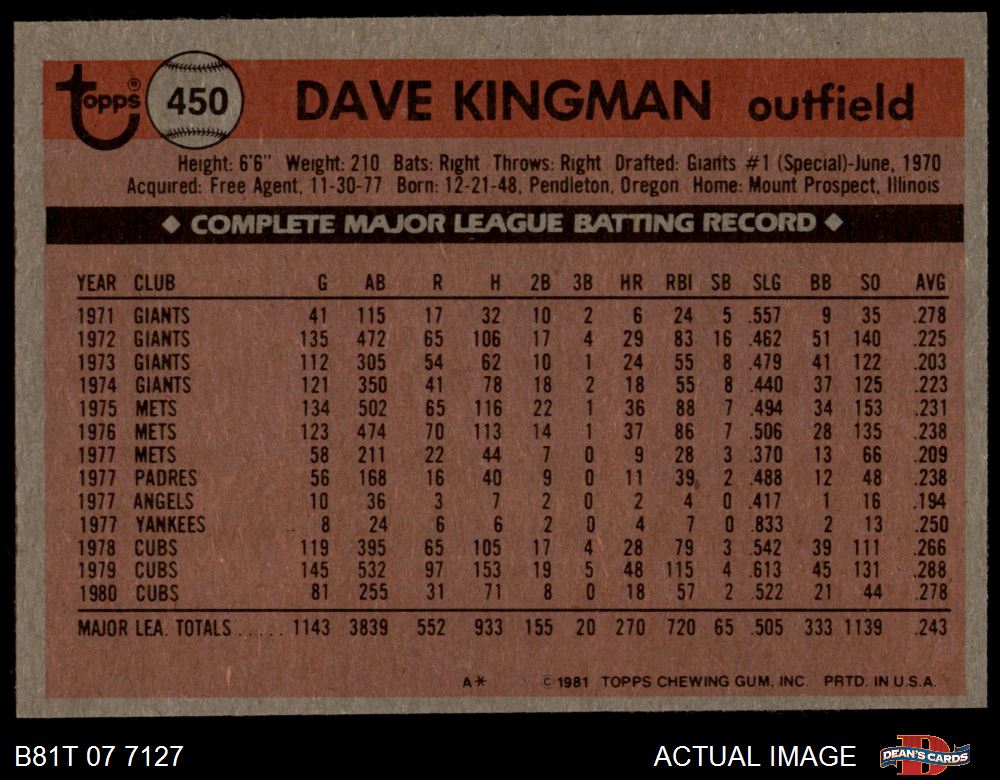 Topps® 450 DAVE KINGMAN outfield
Height: 6'6" Weight: 210 Bats: Right Throws: Right Drafted: Giants #1 (Special)-June, 1970
Acquired: Free Agent, 11-30-77 Born: 12-21-48, Pendleton, Oregon Home: Mount Prospect, Illinois
◆ COMPLETE MAJOR LEAGUE BATTING RECORD ◆
YEAR CLUB G AB R H 2B 3B HR RBI SB SLG BB SO AVG
1971 GIANTS 41 115 17 32 10 2 6 24 5 .557 9 35 .278
1972 GIANTS 135 472 65 106 17 4 29 83 16 .462 51 140 .225
1973 GIANTS 112 305 54 62 10 1 24 55 8 .479 41 122 .203
1974 GIANTS 121 350 41 78 18 2 18 55 8 .440 37 125 .223
1975 METS 134 502 65 116 22 1 36 88 7 .494 34 153 .231
1976 METS 123 474 70 113 14 1 37 86 7 .506 28 135 .238
1977 METS 58 211 22 44 7 0 9 28 3 .370 13 66 .209
1977 PADRES 56 168 16 40 9 0 11 39 2 .488 12 48 .238
1977 ANGELS 10 36 3 7 2 0 2 4 0 .417 1 16 .194
1977 YANKEES 8 24 6 6 2 0 4 7 0 .833 2 13 .250
1978 CUBS 119 395 65 105 17 4 28 79 3 .542 39 111 .266
1979 CUBS 145 532 97 153 19 5 48 115 4 .613 45 131 .288
1980 CUBS 81 255 31 71 8 0 18 57 2 .522 21 44 .278
MAJOR LEA. TOTALS ..... 1143 3839 552 933 155 20 270 720 65 .505 333 1139 .243
A* © 1981 TOPPS CHEWING GUM, INC. PRTD. IN U.S.A.
B81T 07 7127 ACTUAL IMAGE DEAN'S CARDS